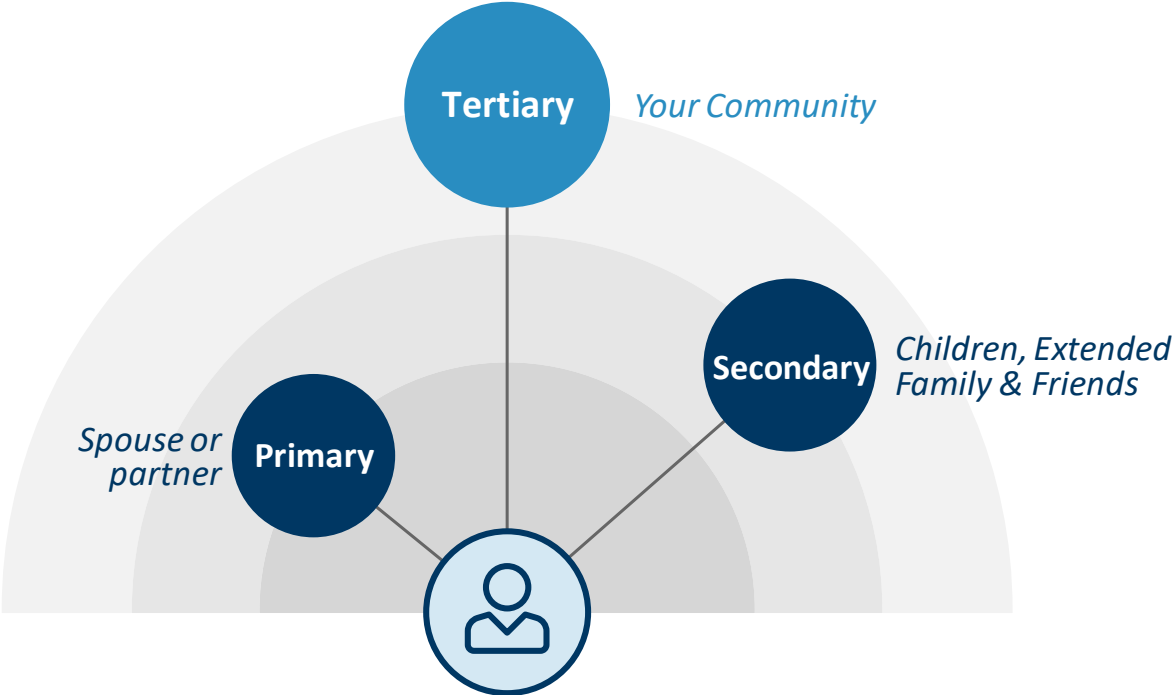 Tertiary
Your Community
Secondary
Children, Extended
Family & Friends
Spouse or
partner
Primary